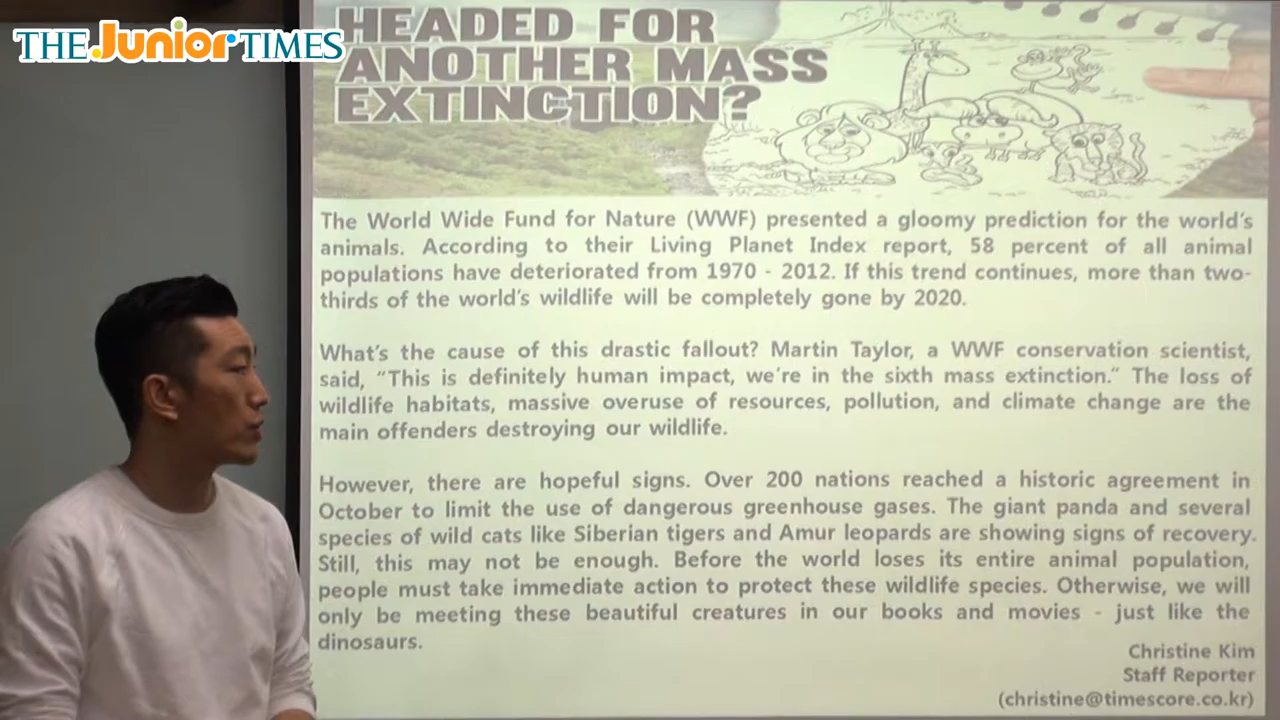 THE Junior TIMES
HEADED FOR
ANOTHER MASS
EXTINCTION?
The World Wide Fund for Nature (WWF) presented a gloomy prediction for the world's
animals. According to their Living Planet Index report, 58 percent of all animal
populations have deteriorated from 1970 - 2012. If this trend continues, more than two-
thirds of the world's wildlife will be completely gone by 2020.
What's the cause of this drastic fallout? Martin Taylor, a WWF conservation scientist,
said, "This is definitely human impact, we're in the sixth mass extinction." The loss of
wildlife habitats, massive overuse of resources, pollution, and climate change are the
main offenders destroying our wildlife.
However, there are hopeful signs. Over 200 nations reached a historic agreement in
October to limit the use of dangerous greenhouse gases. The giant panda and several
species of wild cats like Siberian tigers and Amur leopards are showing signs of recovery.
Still, this may not be enough. Before the world loses its entire animal population,
people must take immediate action to protect these wildlife species. Otherwise, we will
only be meeting these beautiful creatures in our books and movies - just like the
dinosaurs.
Christine Kim
Staff Reporter
(christine@timescore.co.kr)